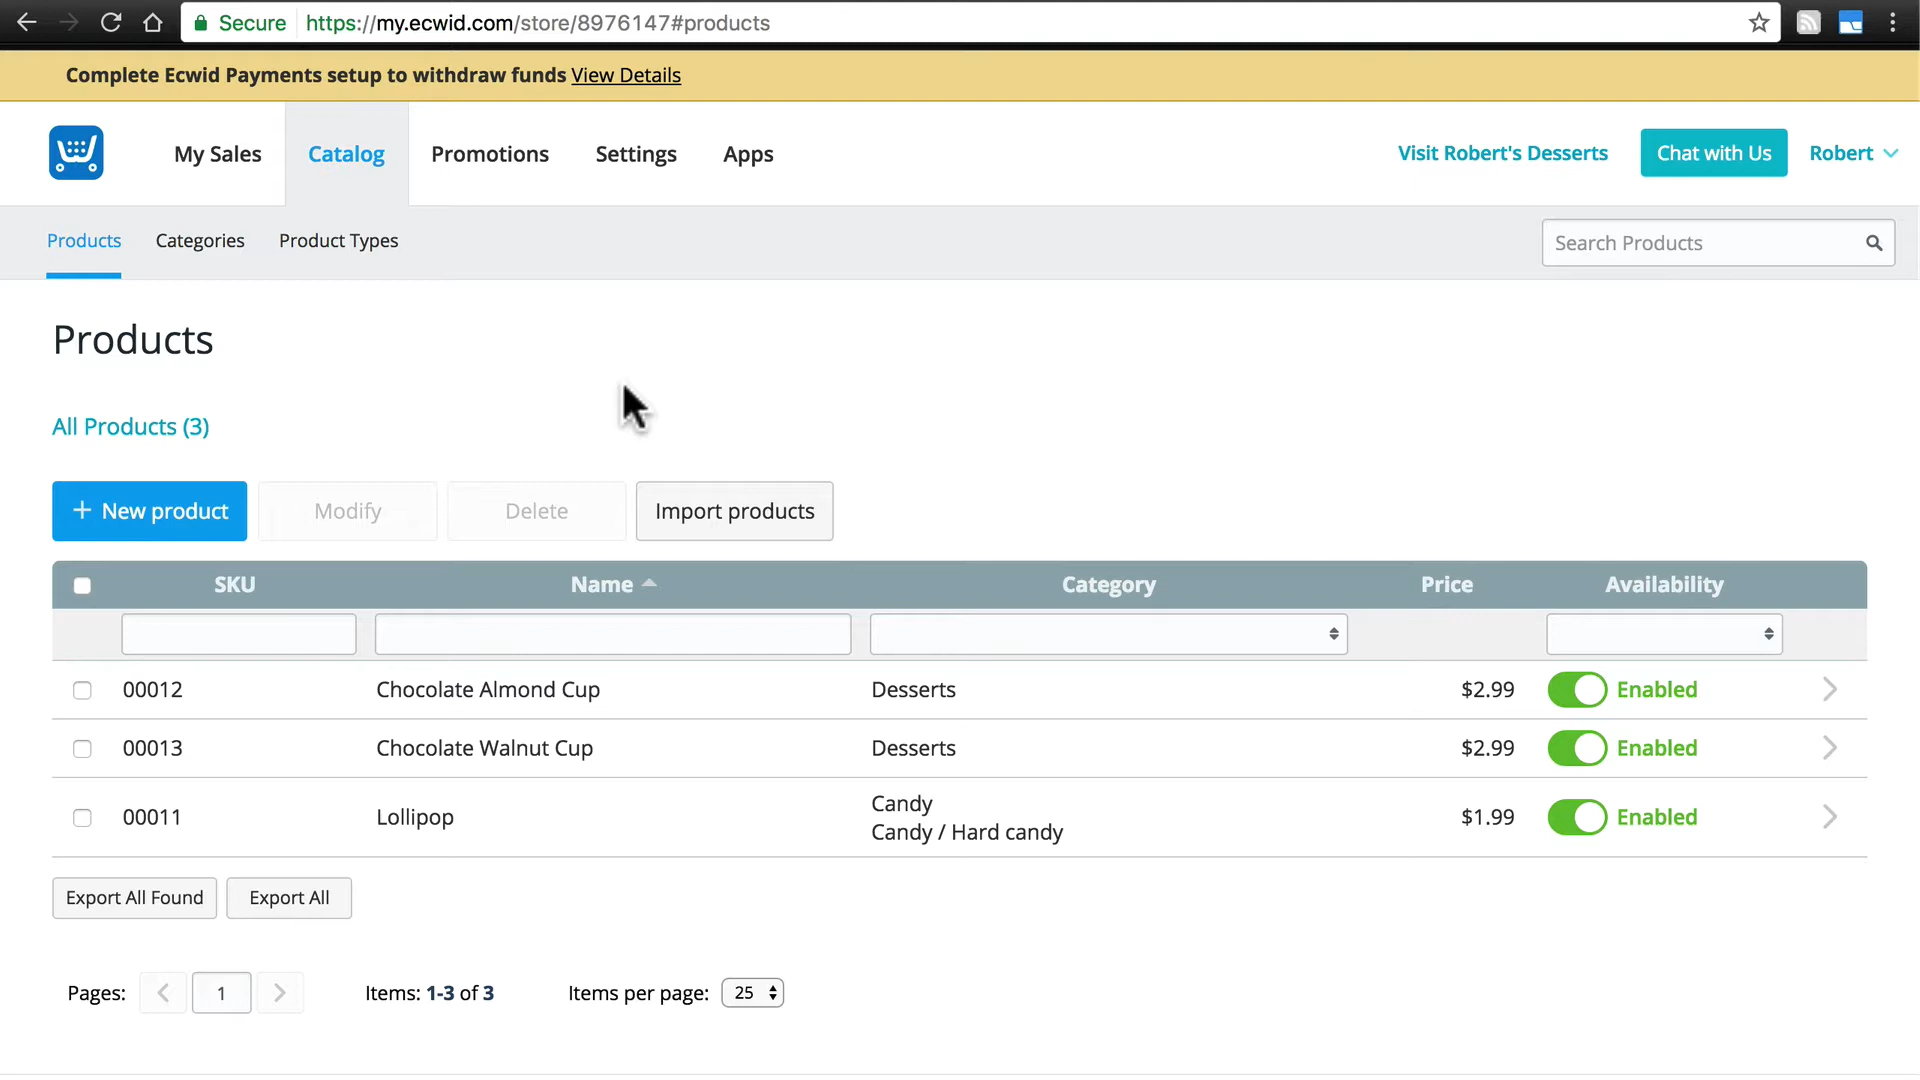 Secure https://my.ecwid.com/store/8976147#products
Complete Ecwid Payments setup to withdraw funds View Details
My Sales Catalog Promotions Settings Apps Visit Robert's Desserts Chat with Us Robert
Products Categories Product Types Search Products
Products
All Products (3)
+ New product Modify Delete Import products
SKU Name Category Price Availability
00012 Chocolate Almond Cup Desserts $2.99 Enabled
00013 Chocolate Walnut Cup Desserts $2.99 Enabled
00011 Lollipop Candy $1.99 Enabled
Candy / Hard candy
Export All Found Export All
Pages: 1 Items: 1-3 of 3 Items per page: 25